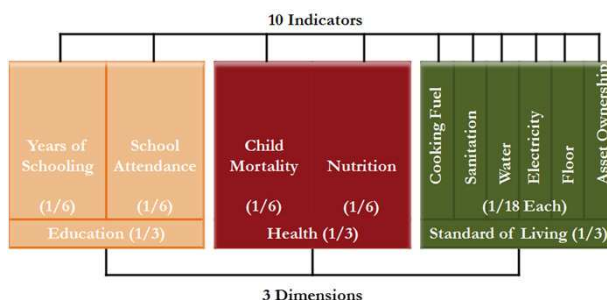 10 Indicators
Years of
Schooling
(1/6)
School
Attendance
(1/6)
Education (1/3)
Child
Mortality
(1/6)
Nutrition
(1/6)
Health (1/3)
Cooking Fuel
Sanitation
Water
Electricity
Floor
Asset Ownership
(1/18 Each)
Standard of Living (1/3)
3 Dimensions